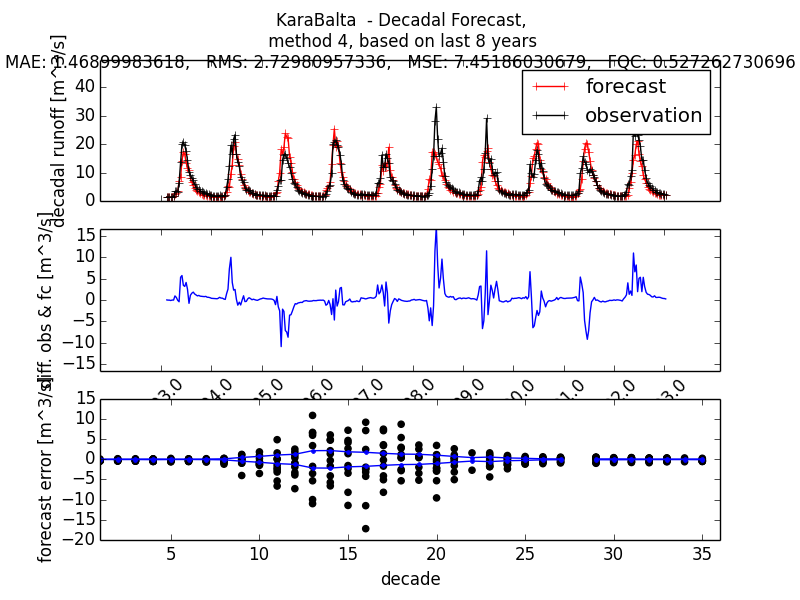 KaraBalta - Decadal Forecast,
method 4, based on last 8 years
RMS: 2.72980957336, MSE: 7.45186030679, FQC: 0.527262730696
decadal runoff [m^3/s]
40
30
20
10
0
forecast
observation
diff. obs & fc [m^3/s]
15
10
5
0
−5
−10
−15
forecast error [m^3/s]
15
10
5
0
−5
−10
−15
−20
5 10 15 20 25 30 35
decade